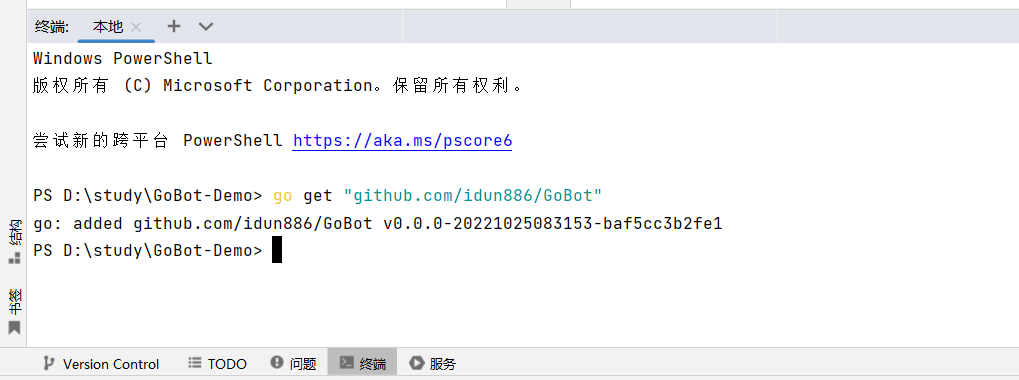 终端: 本地
Windows PowerShell
版权所有 (C) Microsoft Corporation。保留所有权利。
尝试新的跨平台 PowerShell https://aka.ms/pscore6
PS D:\study\GoBot-Demo> go get "github.com/idun886/GoBot"
go: added github.com/idun886/GoBot v0.0.0-20221025083153-baf5cc3b2fe1
PS D:\study\GoBot-Demo>
结构
书签
Version Control TODO 问题 终端 服务